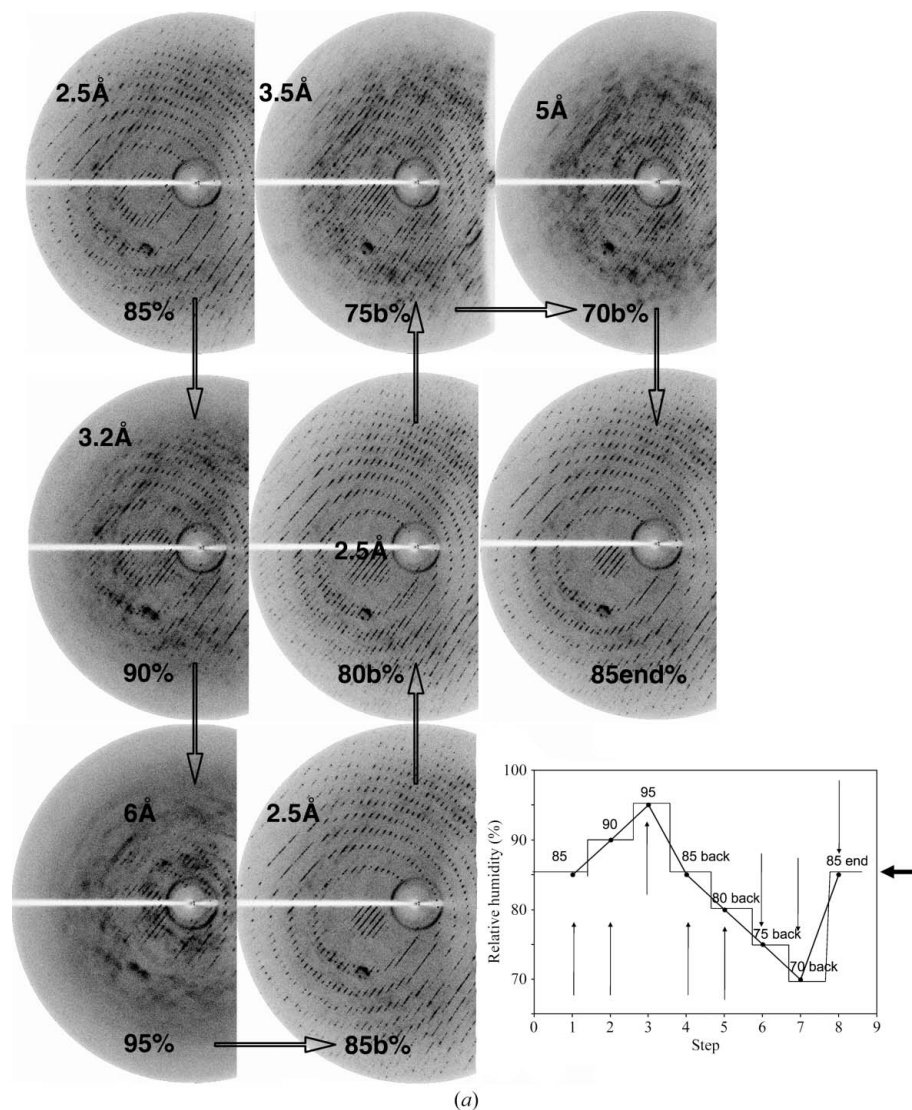 2.5Å
85%
3.5Å
75b%
5Å
70b%
3.2Å
90%
2.5Å
80b%
85end%
6Å
95%
2.5Å
85b%
Relative humidity (%)
100
90
80
70
85
90
95
85 back
80 back
75 back
70 back
85 end
0 1 2 3 4 5 6 7 8 9
Step
(a)